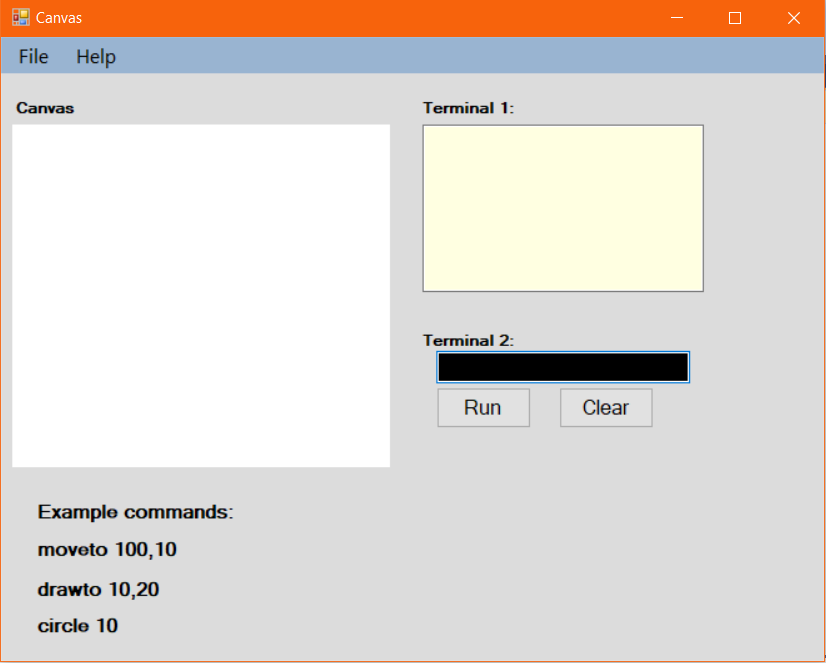 Canvas
File Help
Canvas
Terminal 1:
Terminal 2:
Run Clear
Example commands:
moveto 100,10
drawto 10,20
circle 10